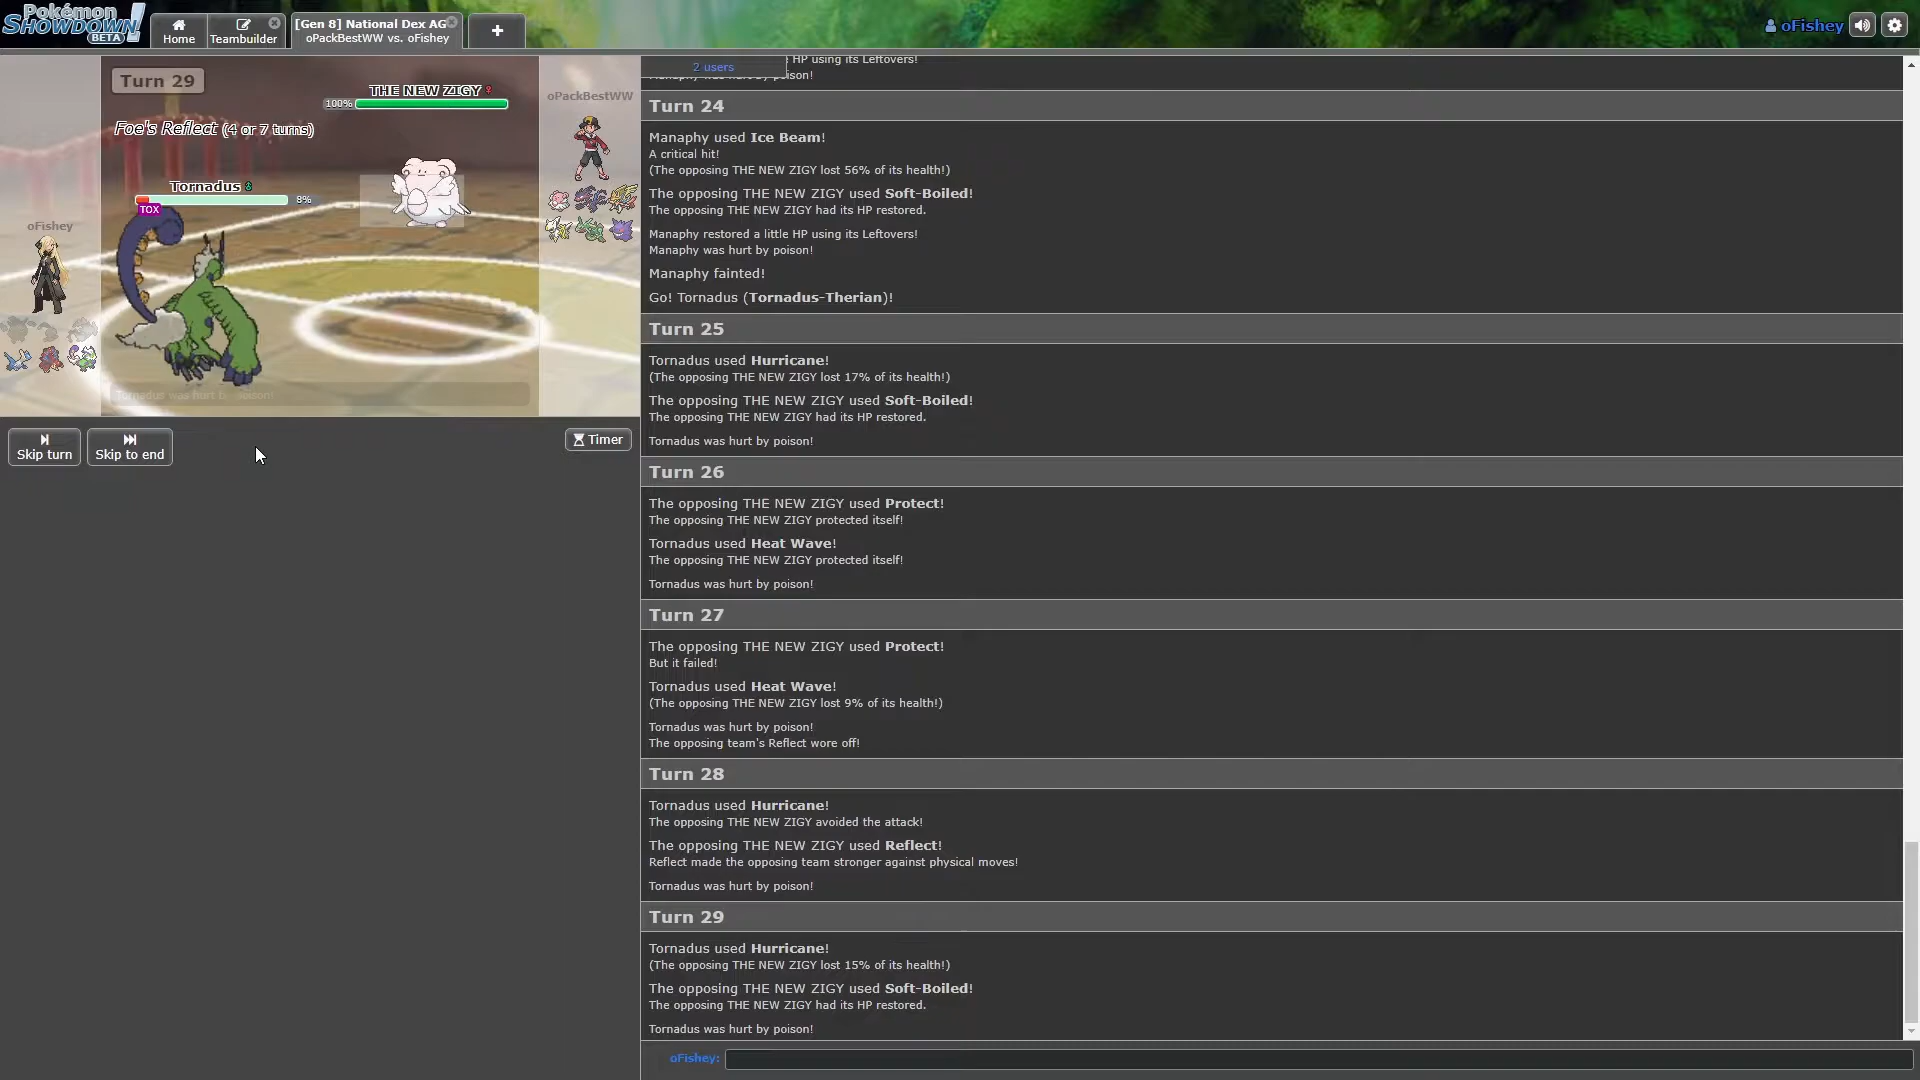 Pokémon
SHOWDOWN!
BETA
Home
Teambuilder
[Gen 8] National Dex AG
oPackBestWW vs. oFishey
oFishey
Turn 29
THE NEW ZIGY
100%
Foe's Reflect (4 or 7 turns)
Tornadus
8%
TOX
oFishey
oPackBestWW
Tornadus was hurt by poison!
Skip turn
Skip to end
Timer
2 users
HP using its Leftovers!
Turn 24
Manaphy used Ice Beam!
A critical hit!
(The opposing THE NEW ZIGY lost 56% of its health!)
The opposing THE NEW ZIGY used Soft-Boiled!
The opposing THE NEW ZIGY had its HP restored.
Manaphy restored a little HP using its Leftovers!
Manaphy was hurt by poison!
Manaphy fainted!
Go! Tornadus (Tornadus-Therian)!
Turn 25
Tornadus used Hurricane!
(The opposing THE NEW ZIGY lost 17% of its health!)
The opposing THE NEW ZIGY used Soft-Boiled!
The opposing THE NEW ZIGY had its HP restored.
Tornadus was hurt by poison!
Turn 26
The opposing THE NEW ZIGY used Protect!
The opposing THE NEW ZIGY protected itself!
Tornadus used Heat Wave!
The opposing THE NEW ZIGY protected itself!
Tornadus was hurt by poison!
Turn 27
The opposing THE NEW ZIGY used Protect!
But it failed!
Tornadus used Heat Wave!
(The opposing THE NEW ZIGY lost 9% of its health!)
Tornadus was hurt by poison!
The opposing team's Reflect wore off!
Turn 28
Tornadus used Hurricane!
The opposing THE NEW ZIGY avoided the attack!
The opposing THE NEW ZIGY used Reflect!
Reflect made the opposing team stronger against physical moves!
Tornadus was hurt by poison!
Turn 29
Tornadus used Hurricane!
(The opposing THE NEW ZIGY lost 15% of its health!)
The opposing THE NEW ZIGY used Soft-Boiled!
The opposing THE NEW ZIGY had its HP restored.
Tornadus was hurt by poison!
oFishey: